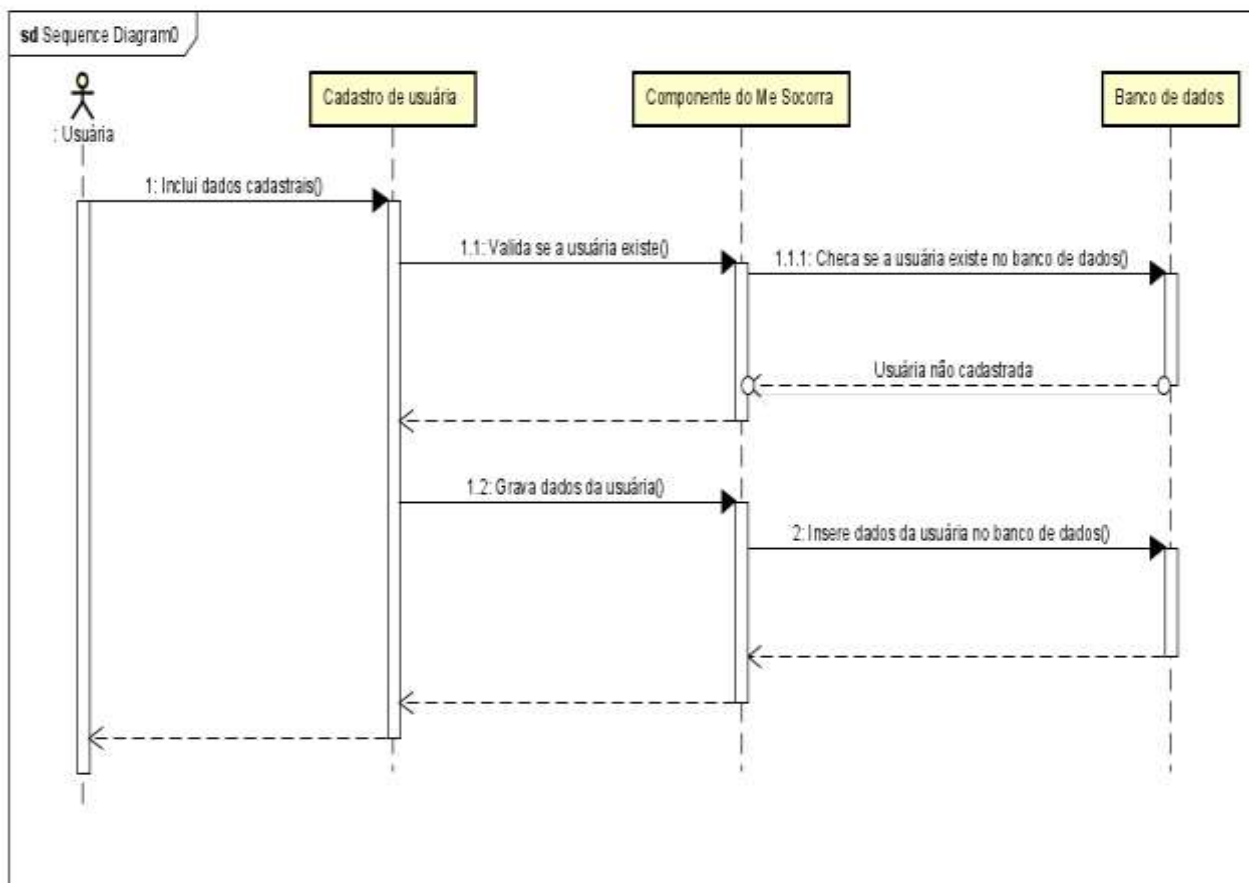 sd Sequence Diagram0
: Usuària
Cadastro de usuária
Componente do Me Socorra
Banco de dados
1: Inclui dados cadastrais()
1.1: Valida se a usuária existe()
1.1.1: Checa se a usuária existe no banco de dados()
Usuária não cadastrada
1.2: Grava dados da usuária()
2: Insere dados da usuária no banco de dados()